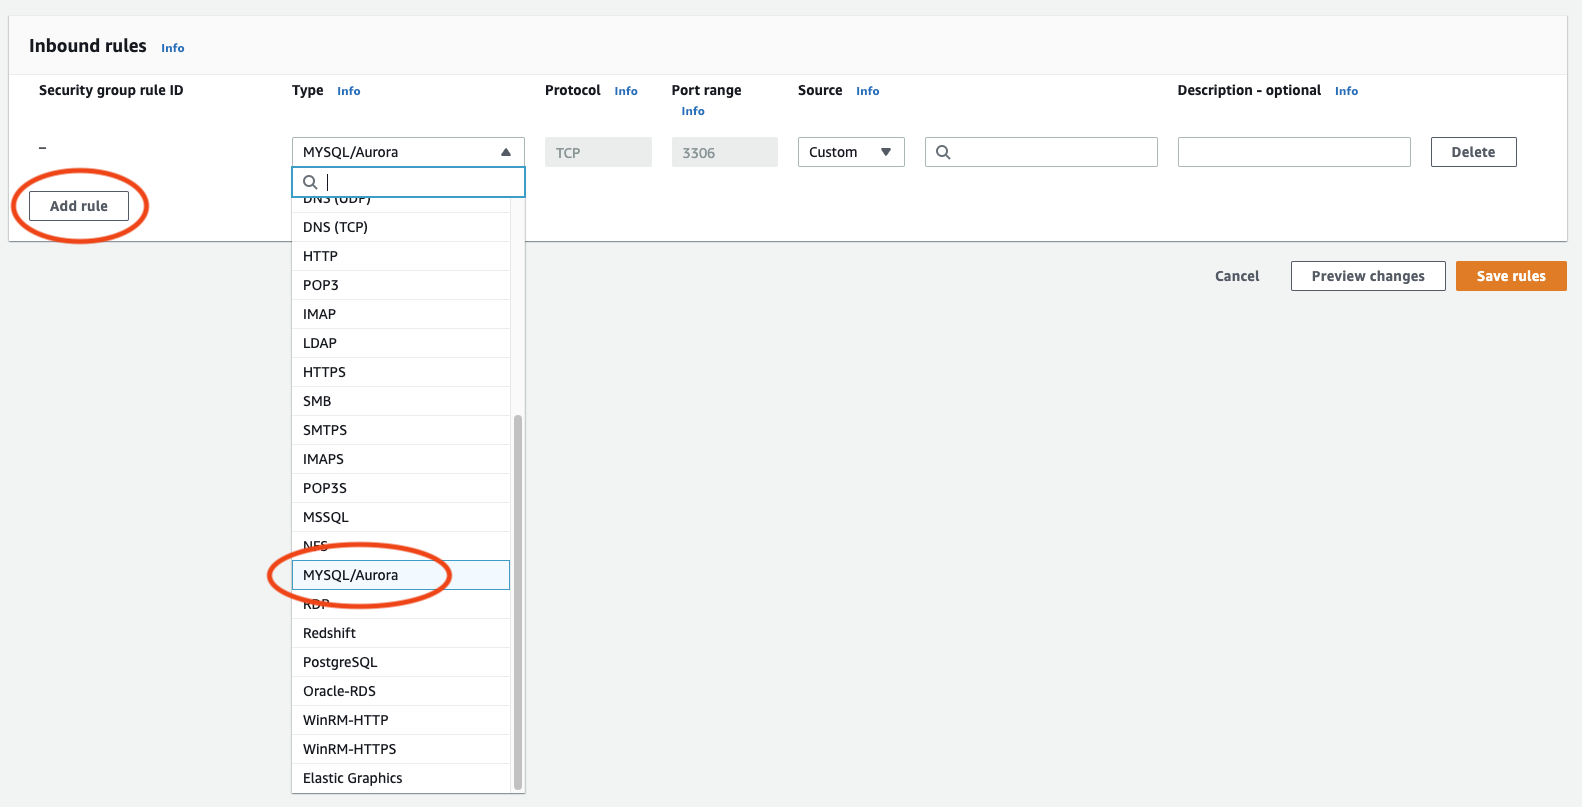 Inbound rules Info
Security group rule ID Type Info Protocol Info Port range Source Info Description - optional Info
Info
– MYSQL/Aurora TCP 3306 Custom Delete
DNS (UDP)
Add rule
DNS (TCP)
HTTP
Cancel Preview changes Save rules
POP3
IMAP
LDAP
HTTPS
SMB
SMTPS
IMAPS
POP3S
MSSQL
NFS
MYSQL/Aurora
RDP
Redshift
PostgreSQL
Oracle-RDS
WinRM-HTTP
WinRM-HTTPS
Elastic Graphics